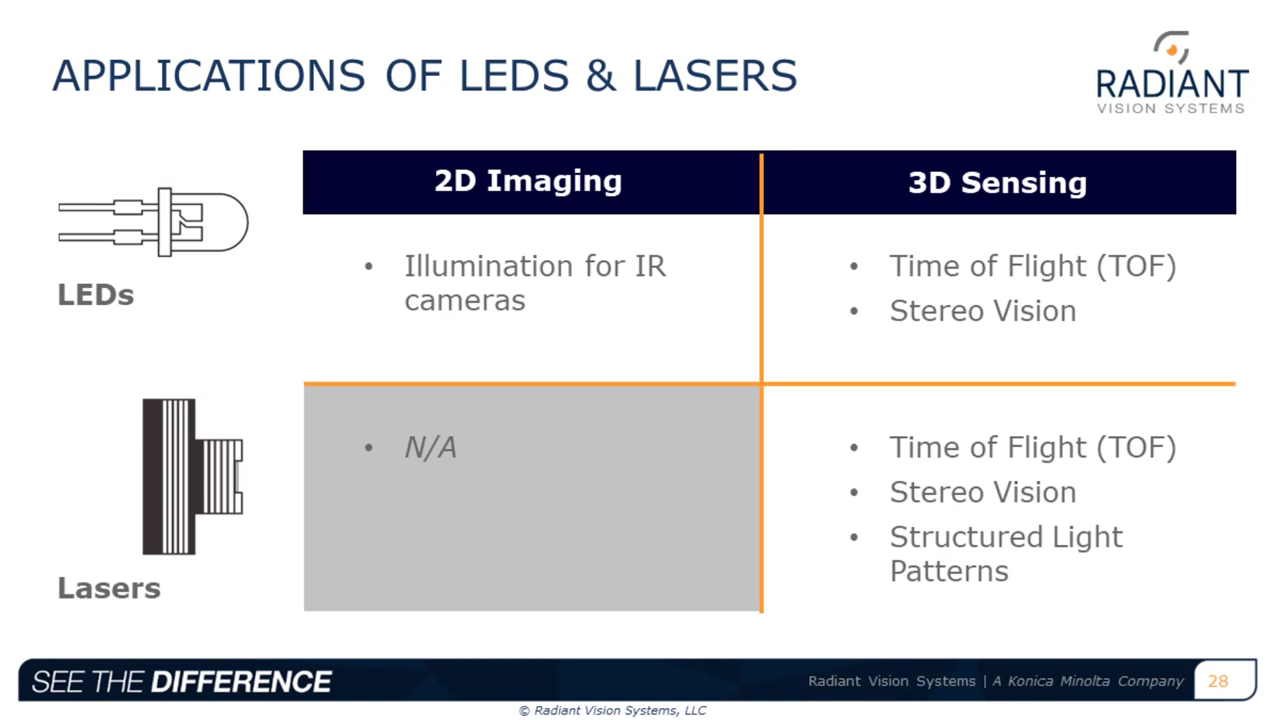 APPLICATIONS OF LEDS & LASERS
RADIANT
VISION SYSTEMS
2D Imaging
3D Sensing
LEDs
• Illumination for IR
cameras
• Time of Flight (TOF)
• Stereo Vision
Lasers
• N/A
• Time of Flight (TOF)
• Stereo Vision
• Structured Light
Patterns
SEE THE DIFFERENCE
Radiant Vision Systems | A Konica Minolta Company
28
© Radiant Vision Systems, LLC